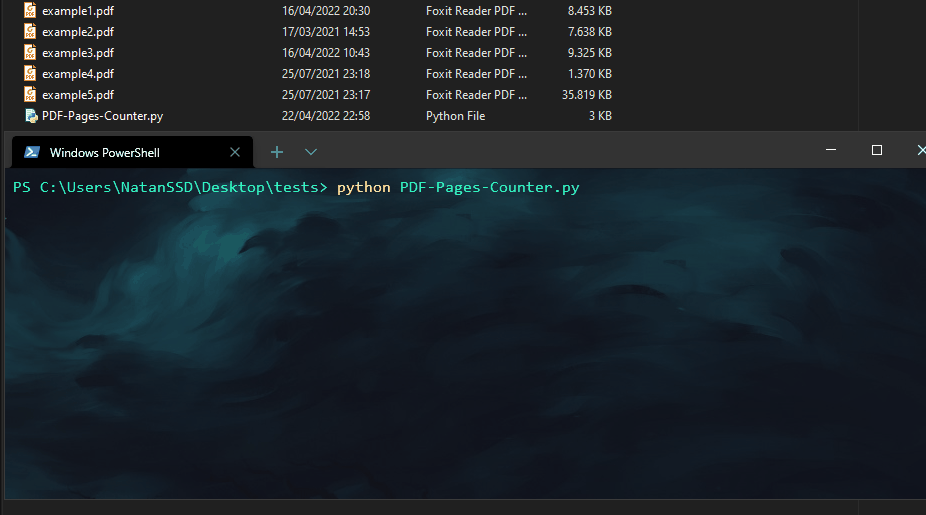 example1.pdf 16/04/2022 20:30 Foxit Reader PDF ... 8.453 KB
example2.pdf 17/03/2021 14:53 Foxit Reader PDF ... 7.638 KB
example3.pdf 16/04/2022 10:43 Foxit Reader PDF ... 9.325 KB
example4.pdf 25/07/2021 23:18 Foxit Reader PDF ... 1.370 KB
example5.pdf 25/07/2021 23:17 Foxit Reader PDF ... 35.819 KB
PDF-Pages-Counter.py 22/04/2022 22:58 Python File 3 KB
Windows PowerShell
PS C:\Users\NatanSSD\Desktop\tests> python PDF-Pages-Counter.py